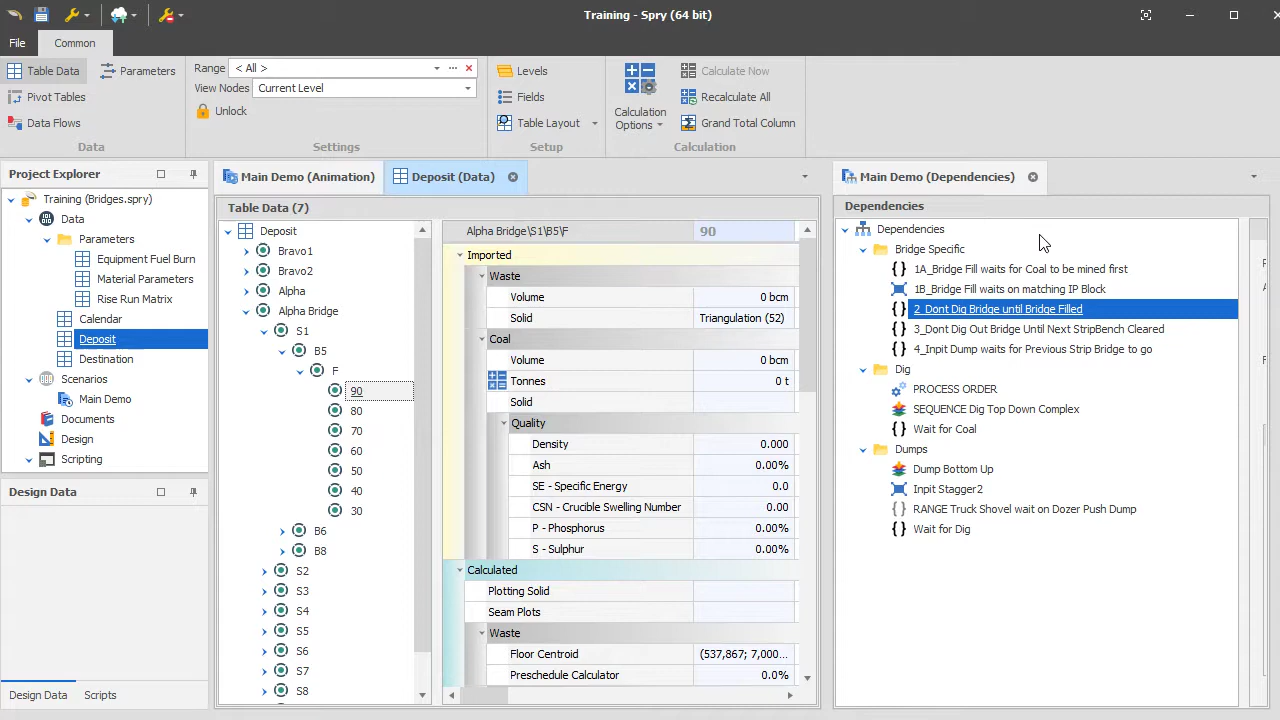 Training - Spry (64 bit)
File
Common
Table Data
Parameters
Pivot Tables
Data Flows
Data
Range
< All >
View Nodes
Current Level
Unlock
Settings
Levels
Fields
Table Layout
Setup
Calculation
Options
Calculate Now
Recalculate All
Grand Total Column
Calculation
Project Explorer
Training (Bridges.spry)
Data
Parameters
Equipment Fuel Burn
Material Parameters
Rise Run Matrix
Calendar
Deposit
Destination
Scenarios
Main Demo
Documents
Design
Scripting
Design Data
Design Data
Scripts
Main Demo (Animation)
Deposit (Data)
Table Data (7)
Deposit
Bravo1
Bravo2
Alpha
Alpha Bridge
S1
B5
F
90
80
70
60
50
40
30
B6
B8
S2
S3
S4
S5
S6
S7
S8
Alpha Bridge\S1\B5\F
90
Imported
Waste
Volume 0 bcm
Solid Triangulation (52)
Coal
Volume 0 bcm
Tonnes 0 t
Solid
Quality
Density 0.000
Ash 0.00%
SE - Specific Energy 0.0
CSN - Crucible Swelling Number 0.00
P - Phosphorus 0.00%
S - Sulphur 0.00%
Calculated
Plotting Solid
Seam Plots
Waste
Floor Centroid (537,867; 7,000...
Preschedule Calculator 0.0%
Main Demo (Dependencies)
Dependencies
Dependencies
Bridge Specific
1A_Bridge Fill waits for Coal to be mined first
1B_Bridge Fill waits on matching IP Block
2_Dont Dig Bridge until Bridge Filled
3_Dont Dig Out Bridge Until Next StripBench Cleared
4_Inpit Dump waits for Previous Strip Bridge to go
Dig
PROCESS ORDER
SEQUENCE Dig Top Down Complex
Wait for Coal
Dumps
Dump Bottom Up
Inpit Stagger2
RANGE Truck Shovel wait on Dozer Push Dump
Wait for Dig